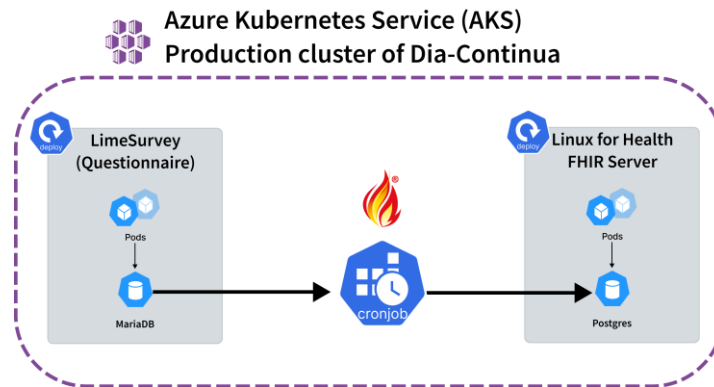 Azure Kubernetes Service (AKS)
Production cluster of Dia-Continua
deploy
LimeSurvey
(Questionnaire)
Pods
MariaDB
®
cronjob
deploy
Linux for Health
FHIR Server
Pods
Postgres